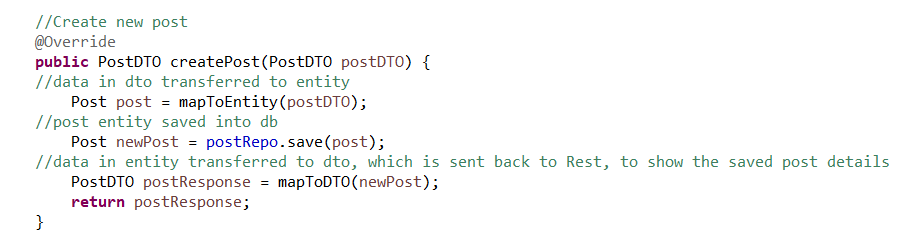 //Create new post
@Override
public PostDTO createPost(PostDTO postDTO) {
//data in dto transferred to entity
    Post post = mapToEntity(postDTO);
//post entity saved into db
    Post newPost = postRepo.save(post);
//data in entity transferred to dto, which is sent back to Rest, to show the saved post details
    PostDTO postResponse = mapToDTO(newPost);
    return postResponse;
}